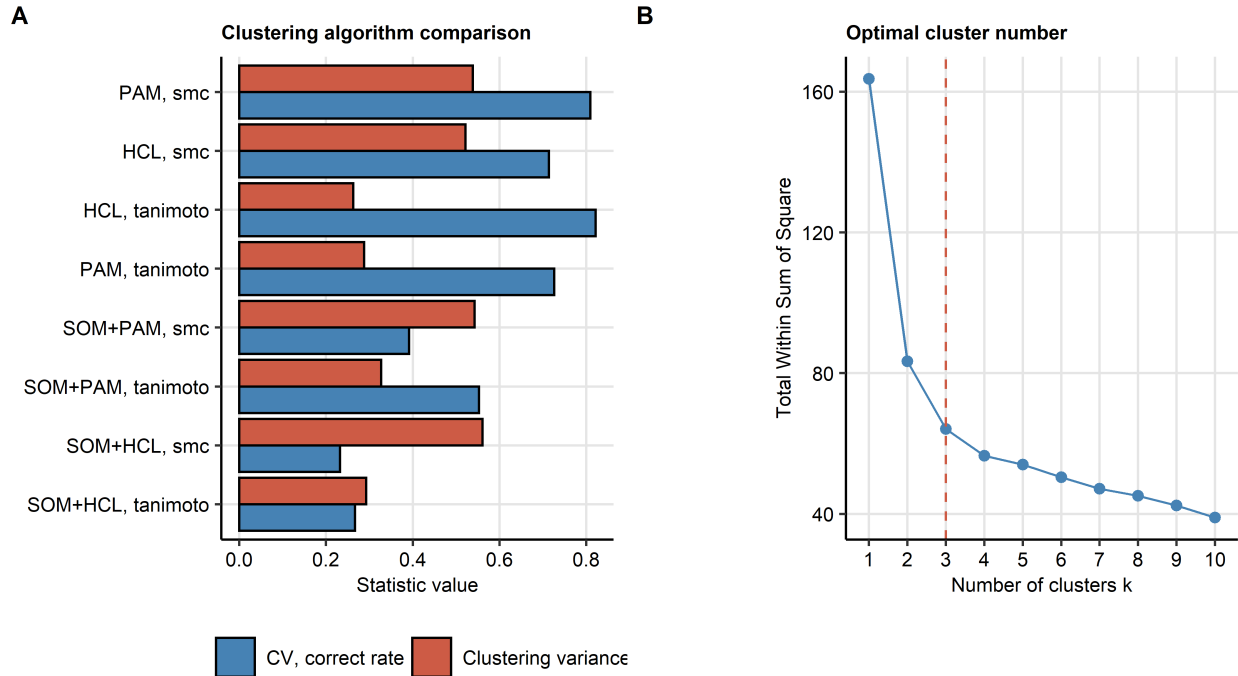 A
Clustering algorithm comparison
PAM, smc
HCL, smc
HCL, tanimoto
PAM, tanimoto
SOM+PAM, smc
SOM+PAM, tanimoto
SOM+HCL, smc
SOM+HCL, tanimoto
0.0 0.2 0.4 0.6 0.8
Statistic value
CV, correct rate
Clustering variance
B
Optimal cluster number
Total Within Sum of Square
160
120
80
40
1 2 3 4 5 6 7 8 9 10
Number of clusters k